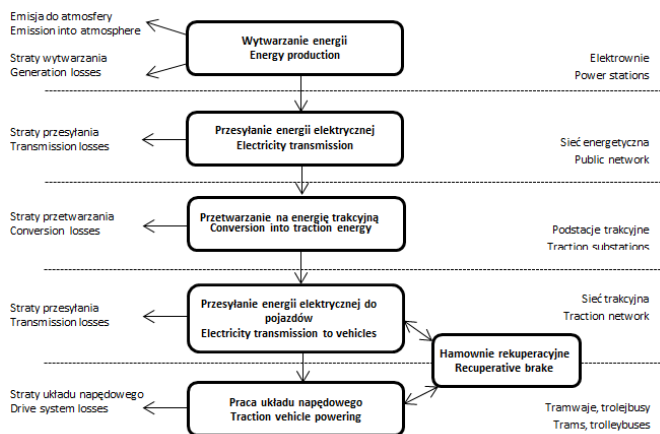 Emisja do atmosfery
Emission into atmosphere
Wytwarzanie energii
Energy production
Straty wytwarzania
Generation losses
Elektrownie
Power stations
Straty przesyłania
Transmission losses
Przesyłanie energii elektrycznej
Electricity transmission
Sieć energetyczna
Public network
Straty przetwarzania
Conversion losses
Przetwarzanie na energię trakcyjną
Conversion into traction energy
Podstacje trakcyjne
Traction substations
Straty przesyłania
Transmission losses
Przesyłanie energii elektrycznej do
pojazdów
Electricity transmission to vehicles
Sieć trakcyjna
Traction network
Hamownie rekuperacyjne
Recuperative brake
Straty układu napędowego
Drive system losses
Praca układu napędowego
Traction vehicle powering
Tramwaje, trolejbusy
Trams, trolleybuses